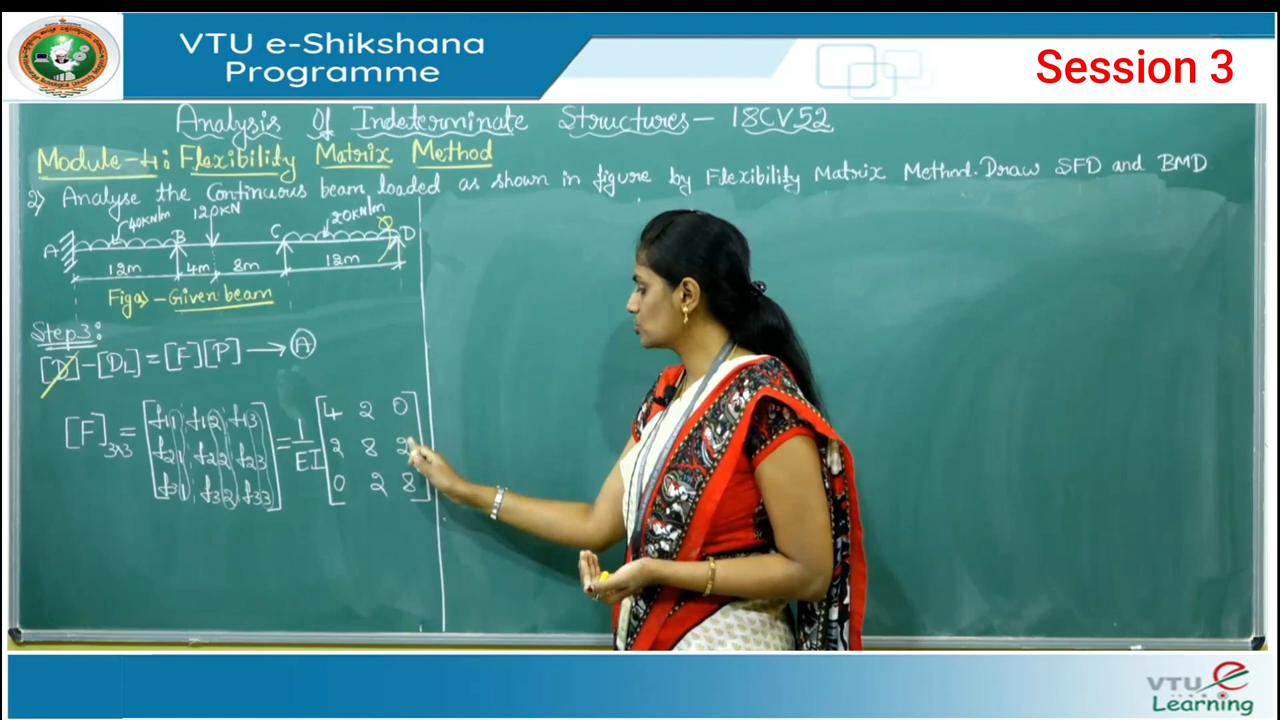 VTU e-Shikshana
Programme
Session 3
Analysis Of Indeterminate Structures - 18CV52
Module-4: Flexibility Matrix Method
2) Analyse the Continuous beam loaded as shown in figure by Flexibility Matrix Method. Draw SFD and BMD
40kN/m 120kN 20kN/m
A B C D
12m 4m 8m 12m
Fig a) - Given beam
Step 3:
[D] - [DL] = [F] [P] → (A)
[F]3x3 = [f11 f12 f13 = 1/EI [4 2 0
f21 f22 f23 2 8 2
f31 f32 f33] 0 2 8]
VTU e
Learning